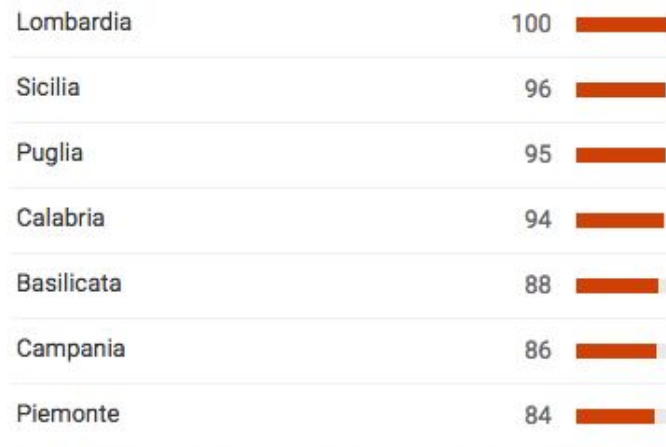 Lombardia 100
Sicilia 96
Puglia 95
Calabria 94
Basilicata 88
Campania 86
Piemonte 84